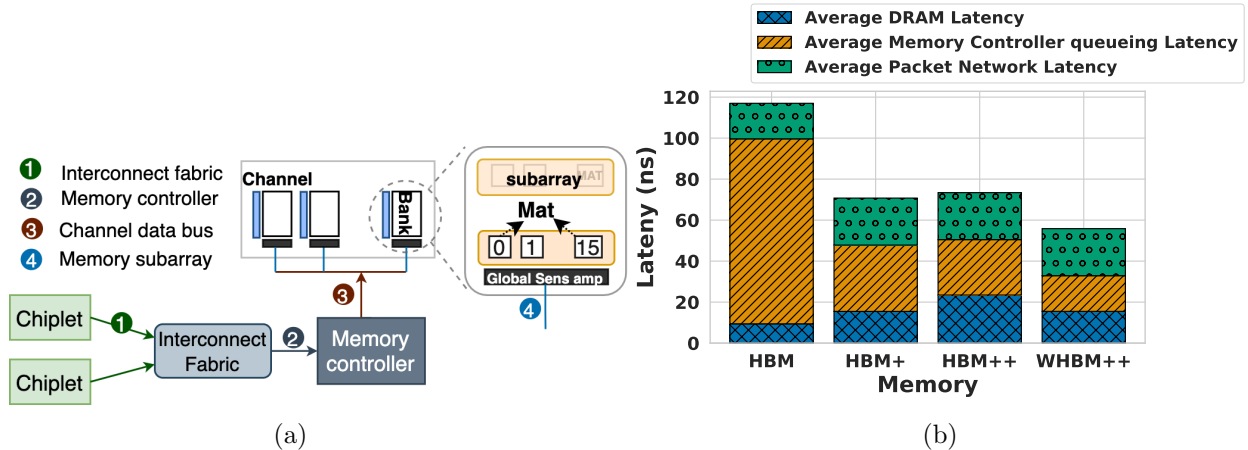 1 Interconnect fabric
2 Memory controller
3 Channel data bus
4 Memory subarray
Channel
Bank
MAT
subarray
Mat
0 1 15
Global Sens amp
4
3
Chiplet
1
Chiplet
Interconnect
Fabric
2
Memory
controller
(a)
Average DRAM Latency
Average Memory Controller queueing Latency
Average Packet Network Latency
Lateny (ns)
120
100
80
60
40
20
0
HBM HBM+ HBM++ WHBM++
Memory
(b)